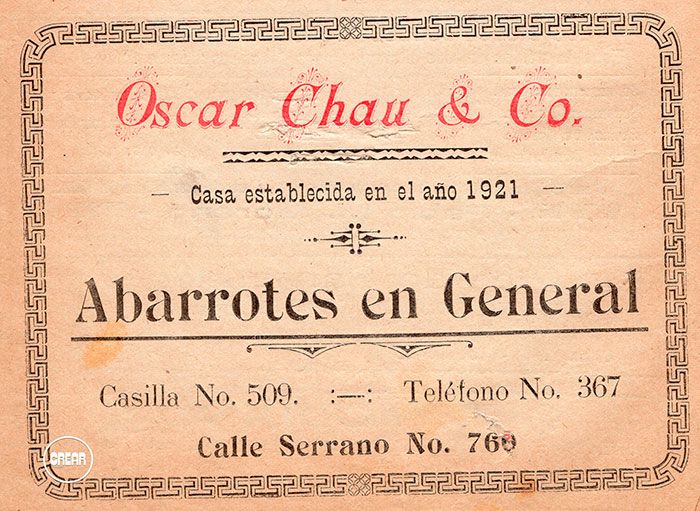 Oscar Chau & Co.
— Casa establecida en el año 1921 —
Abarrotes en General
Casilla No. 509. :—: Teléfono No. 367
Calle Serrano No. 760
CREAR